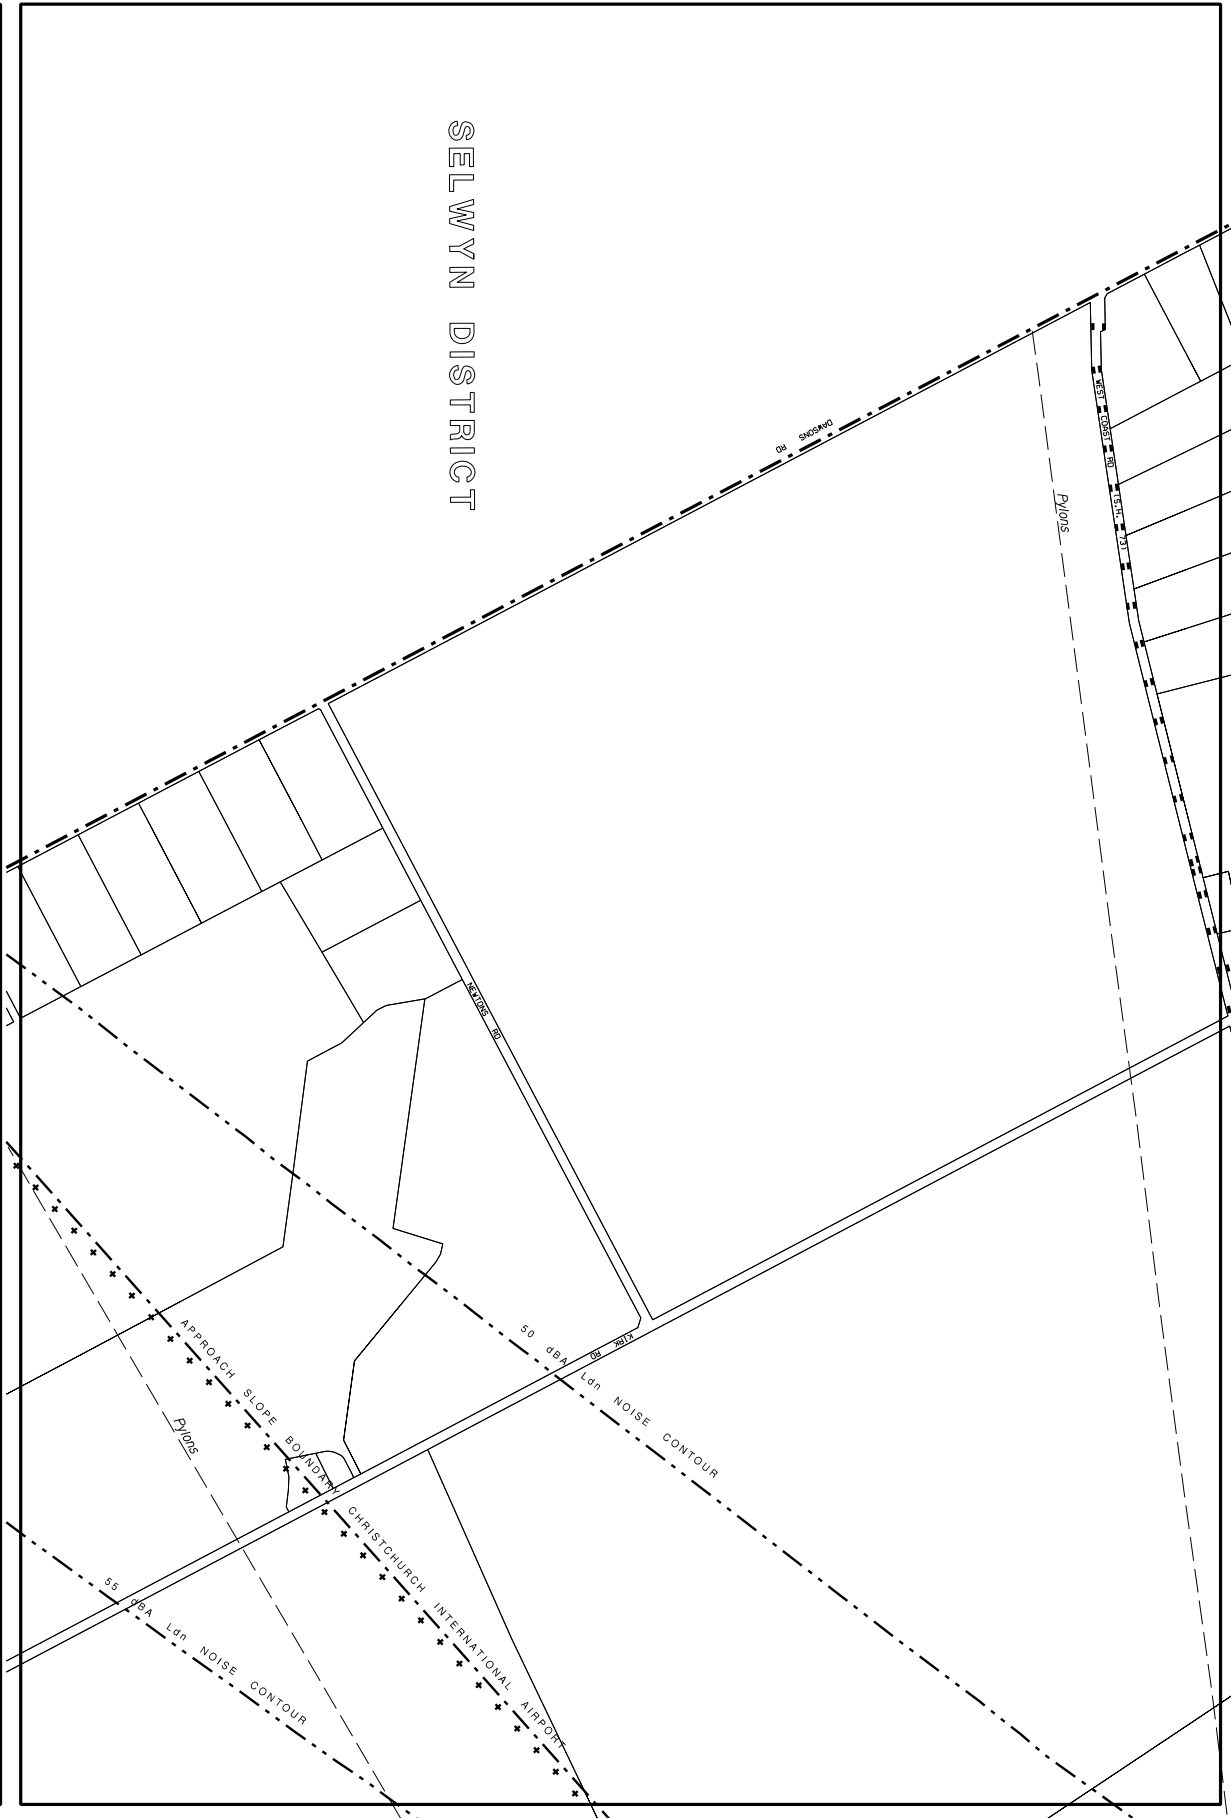 SELWYN DISTRICT
DAWSONS RD
WEST COAST RD (S.H. 73)
Pylons
NEWTONS RD
KIRK RD
50 dBA Ldn NOISE CONTOUR
APPROACH SLOPE BOUNDARY CHRISTCHURCH INTERNATIONAL AIRPORT
Pylons
55 dBA Ldn NOISE CONTOUR